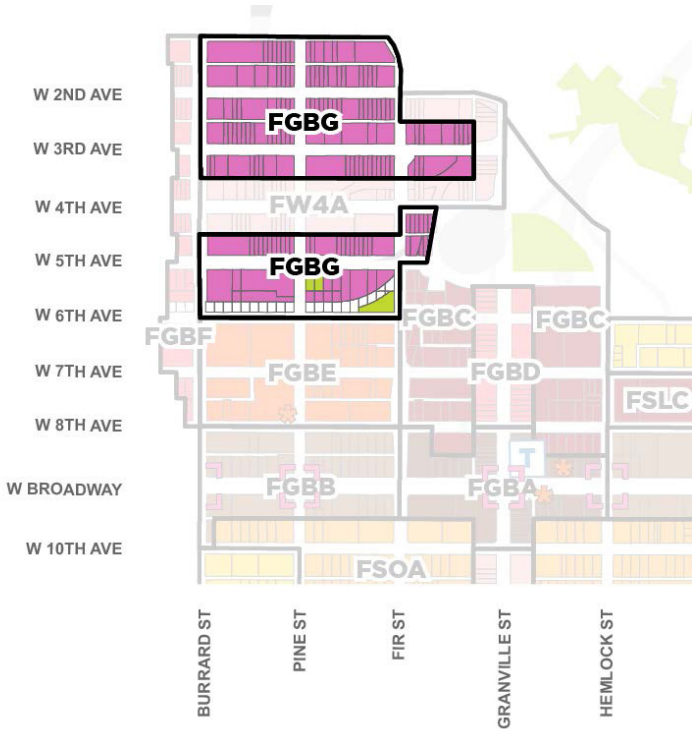 W 2ND AVE
FGBG
W 3RD AVE
W 4TH AVE
FW4A
W 5TH AVE
FGBG
W 6TH AVE
FGBF
FGBC
FGBC
W 7TH AVE
FGBE
FGBD
FSLC
W 8TH AVE
T
W BROADWAY
FGBB
FGBA
W 10TH AVE
FSOA
BURRARD ST
PINE ST
FIR ST
GRANVILLE ST
HEMLOCK ST